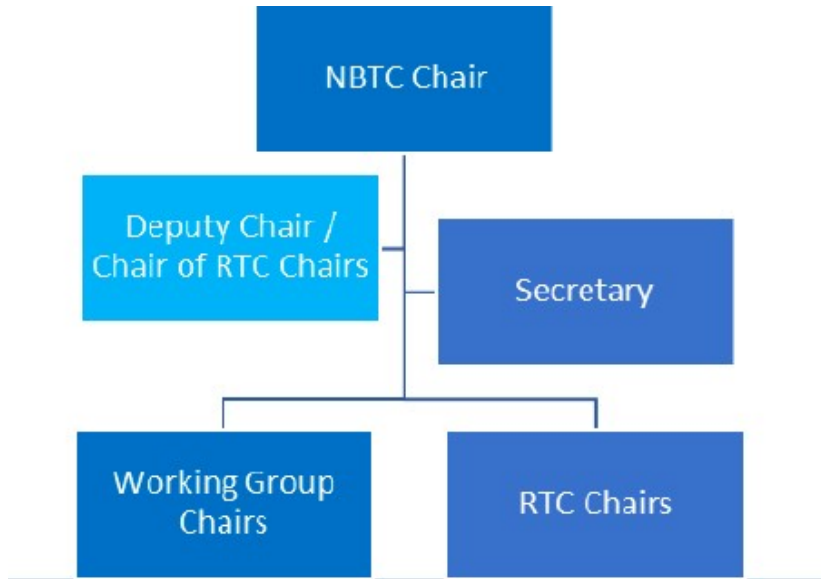 NBTC Chair
Deputy Chair /
Chair of RTC Chairs
Secretary
Working Group
Chairs
RTC Chairs